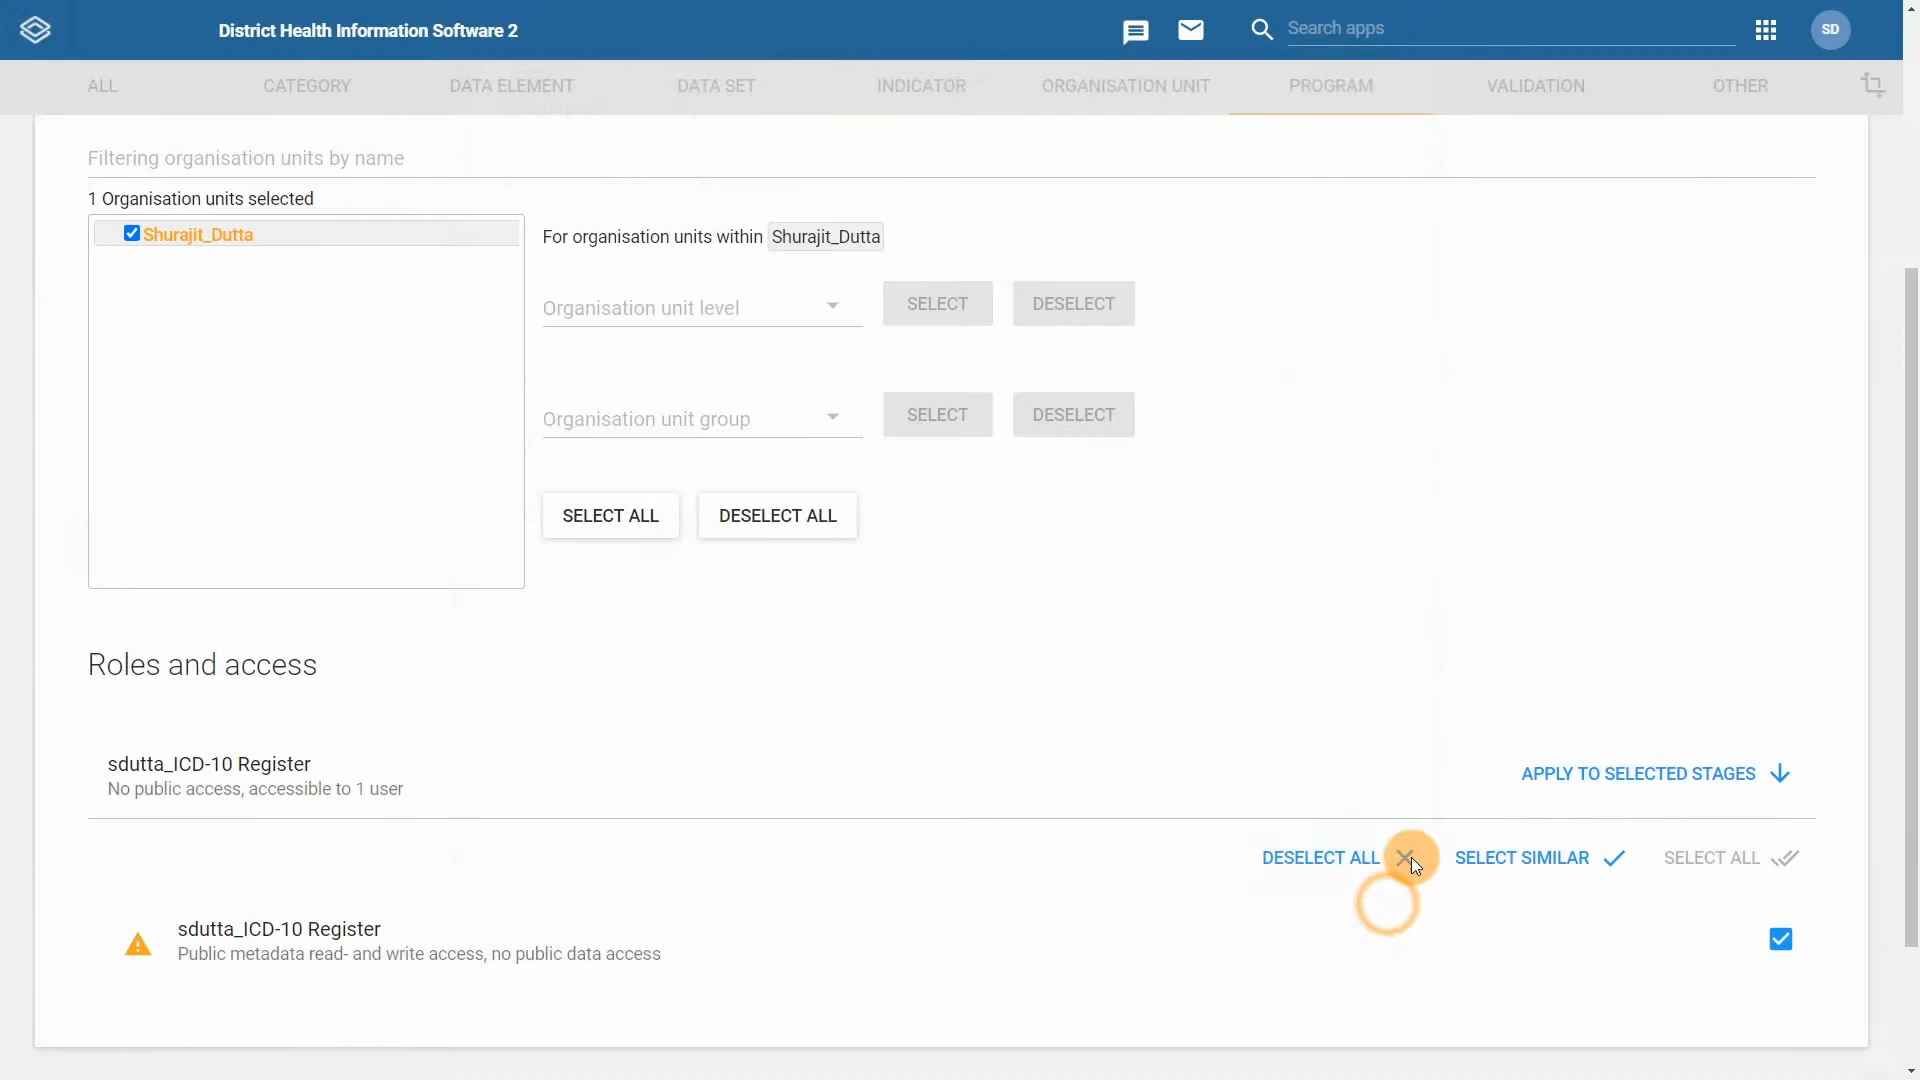 District Health Information Software 2
Search apps
SD
ALL CATEGORY DATA ELEMENT DATA SET INDICATOR ORGANISATION UNIT PROGRAM VALIDATION OTHER
Filtering organisation units by name
1 Organisation units selected
Shurajit_Dutta
For organisation units within Shurajit_Dutta
Organisation unit level SELECT DESELECT
Organisation unit group SELECT DESELECT
SELECT ALL DESELECT ALL
Roles and access
sdutta_ICD-10 Register
No public access, accessible to 1 user
APPLY TO SELECTED STAGES
DESELECT ALL SELECT SIMILAR SELECT ALL
sdutta_ICD-10 Register
Public metadata read- and write access, no public data access